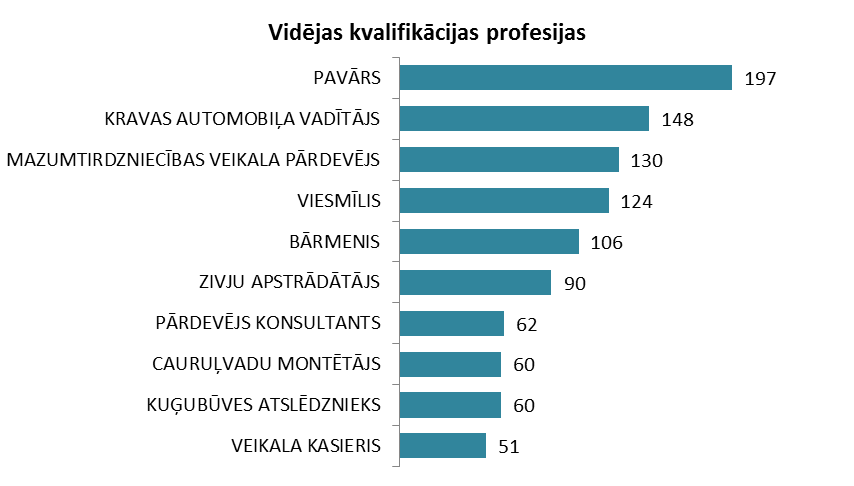 Vidējas kvalifikācijas profesijas
PAVĀRS 197
KRAVAS AUTOMOBIĻA VADĪTĀJS 148
MAZUMTIRDZNIECĪBAS VEIKALA PĀRDEVĒJS 130
VIESMĪLIS 124
BĀRMENIS 106
ZIVJU APSTRĀDĀTĀJS 90
PĀRDEVĒJS KONSULTANTS 62
CAURUĻVADU MONTĒTĀJS 60
KUĢUBŪVES ATSLĒDZNIEKS 60
VEIKALA KASIERIS 51